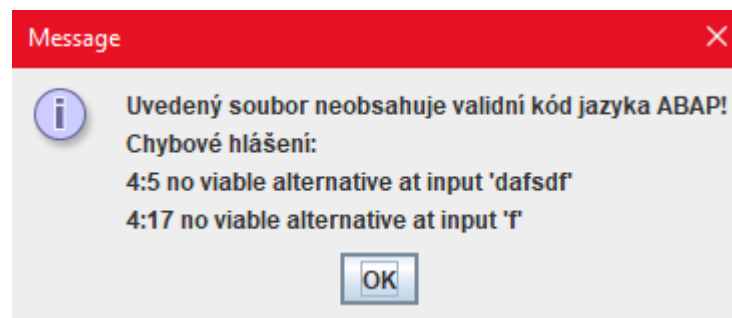 Message
Uvedený soubor neobsahuje validní kód jazyka ABAP!
Chybové hlášení:
4:5 no viable alternative at input 'dafsdf'
4:17 no viable alternative at input 'f'
OK